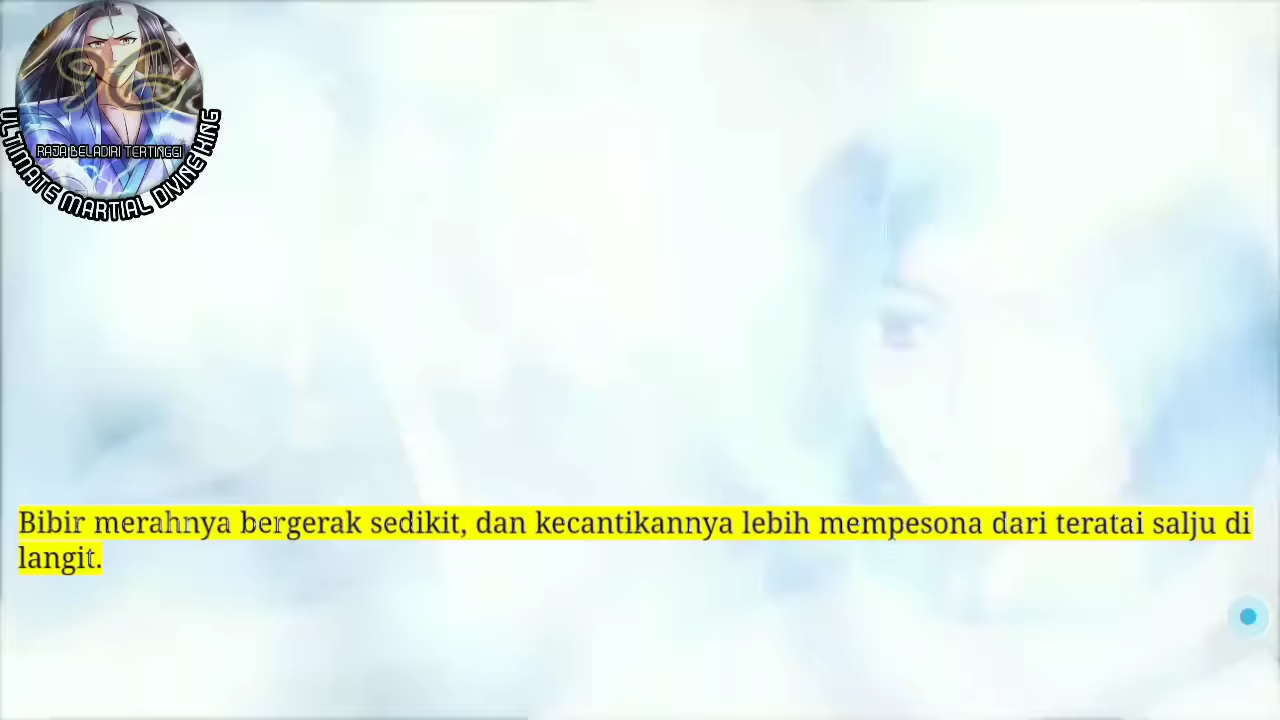 RAJA BELADIRI TERTINGGI
ULTIMATE MARTIAL DIVINE KING
Bibir merahnya bergerak sedikit, dan kecantikannya lebih mempesona dari teratai salju di
langit.